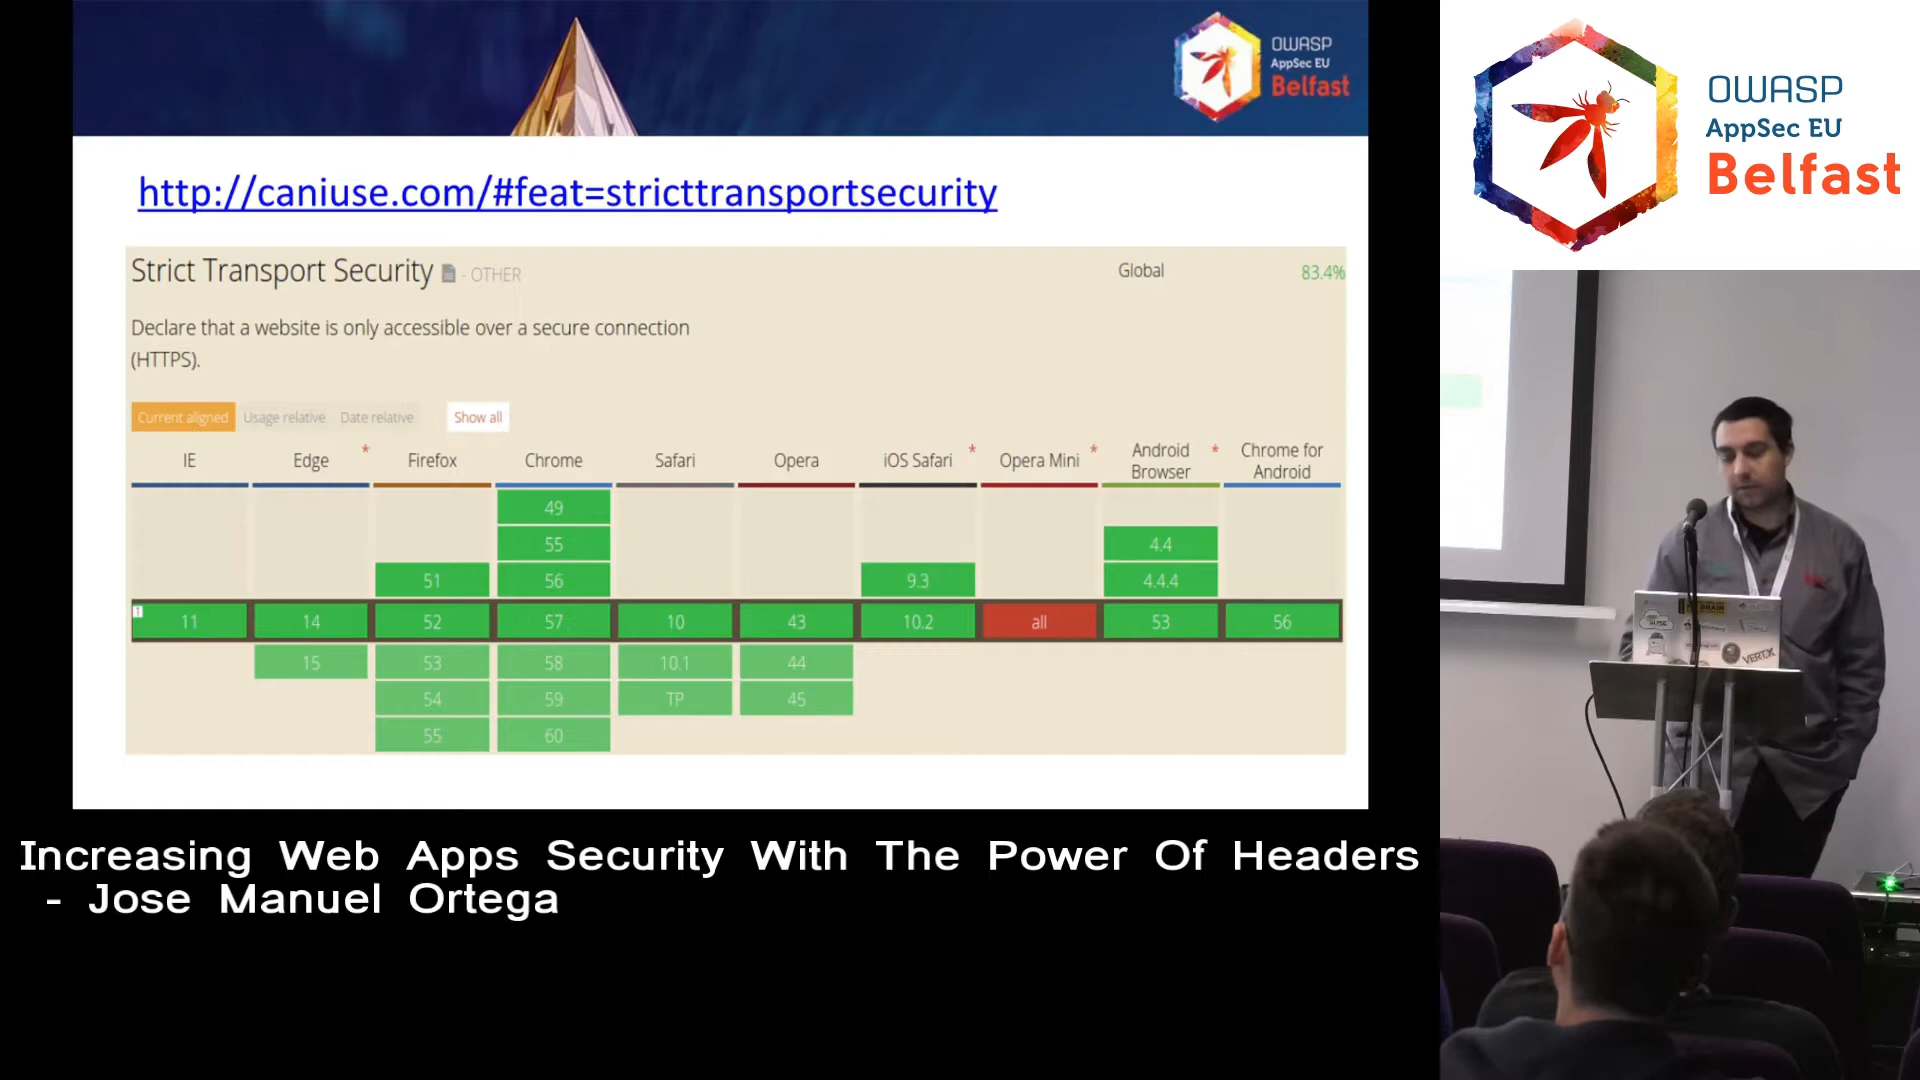 OWASP
AppSec EU
Belfast
http://caniuse.com/#feat=stricttransportsecurity
Strict Transport Security - OTHER
Global 83.4%
Declare that a website is only accessible over a secure connection
(HTTPS).
Current aligned Usage relative Date relative Show all
IE Edge * Firefox Chrome Safari Opera iOS Safari * Opera Mini * Android Browser * Chrome for Android
49
55 4.4
51 56 9.3 4.4.4
1 11 14 52 57 10 43 10.2 all 53 56
15 53 58 10.1 44
54 59 TP 45
55 60
Increasing Web Apps Security With The Power Of Headers
- Jose Manuel Ortega
OWASP
AppSec EU
Belfast
VERT.X